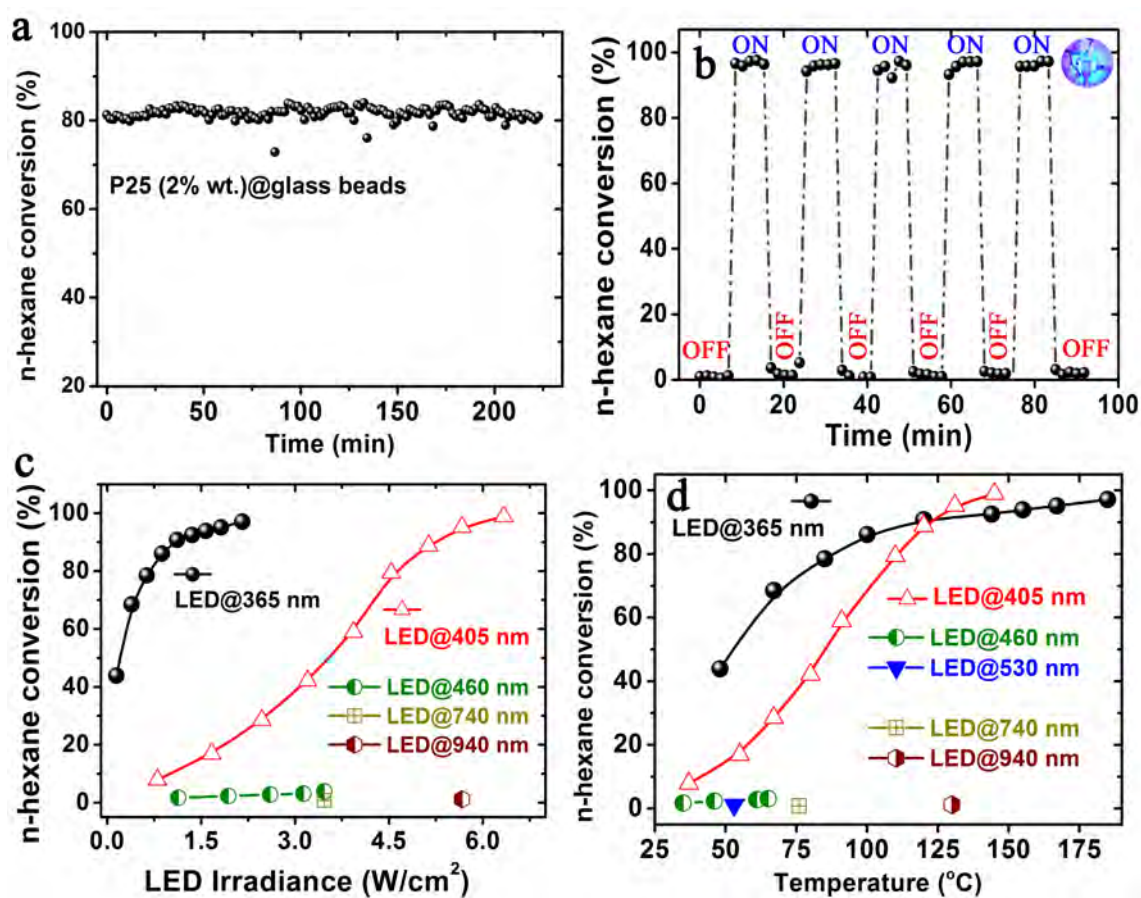 a
n-hexane conversion (%)
100
80
60
40
20
P25 (2% wt.)@glass beads
0 50 100 150 200
Time (min)
b
n-hexane conversion (%)
100
80
60
40
20
0
ON ON ON ON ON
OFF OFF OFF OFF OFF OFF
0 20 40 60 80 100
Time (min)
c
n-hexane conversion (%)
100
80
60
40
20
0
LED@365 nm
LED@405 nm
LED@460 nm
LED@740 nm
LED@940 nm
0.0 1.5 3.0 4.5 6.0
LED Irradiance (W/cm²)
d
n-hexane conversion (%)
100
80
60
40
20
0
LED@365 nm
LED@405 nm
LED@460 nm
LED@530 nm
LED@740 nm
LED@940 nm
25 50 75 100 125 150 175
Temperature (°C)